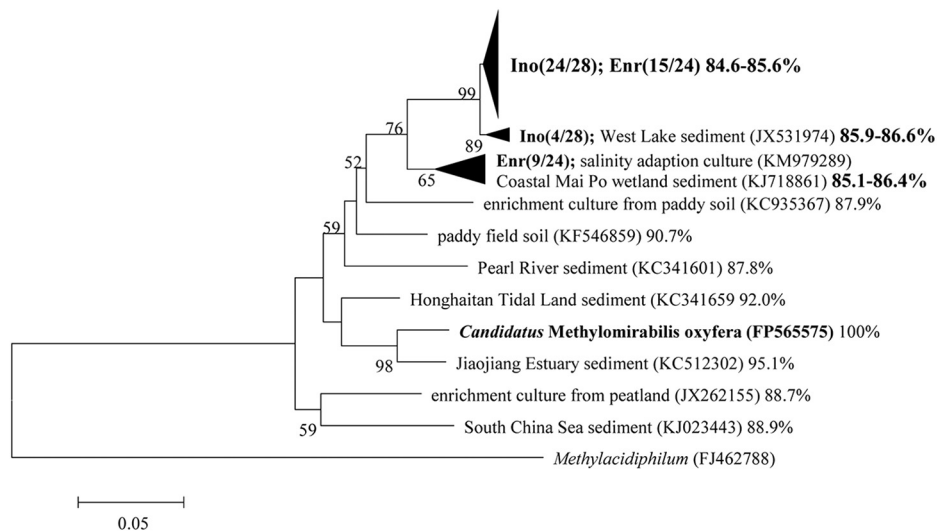 Ino(24/28); Enr(15/24) 84.6-85.6%
99
Ino(4/28); West Lake sediment (JX531974) 85.9-86.6%
76
89
Enr(9/24); salinity adaption culture (KM979289)
52
65
Coastal Mai Po wetland sediment (KJ718861) 85.1-86.4%
enrichment culture from paddy soil (KC935367) 87.9%
59
paddy field soil (KF546859) 90.7%
Pearl River sediment (KC341601) 87.8%
Honghaitan Tidal Land sediment (KC341659 92.0%
Candidatus Methylomirabilis oxyfera (FP565575) 100%
98
Jiaojiang Estuary sediment (KC512302) 95.1%
enrichment culture from peatland (JX262155) 88.7%
59
South China Sea sediment (KJ023443) 88.9%
Methylacidiphilum (FJ462788)
0.05